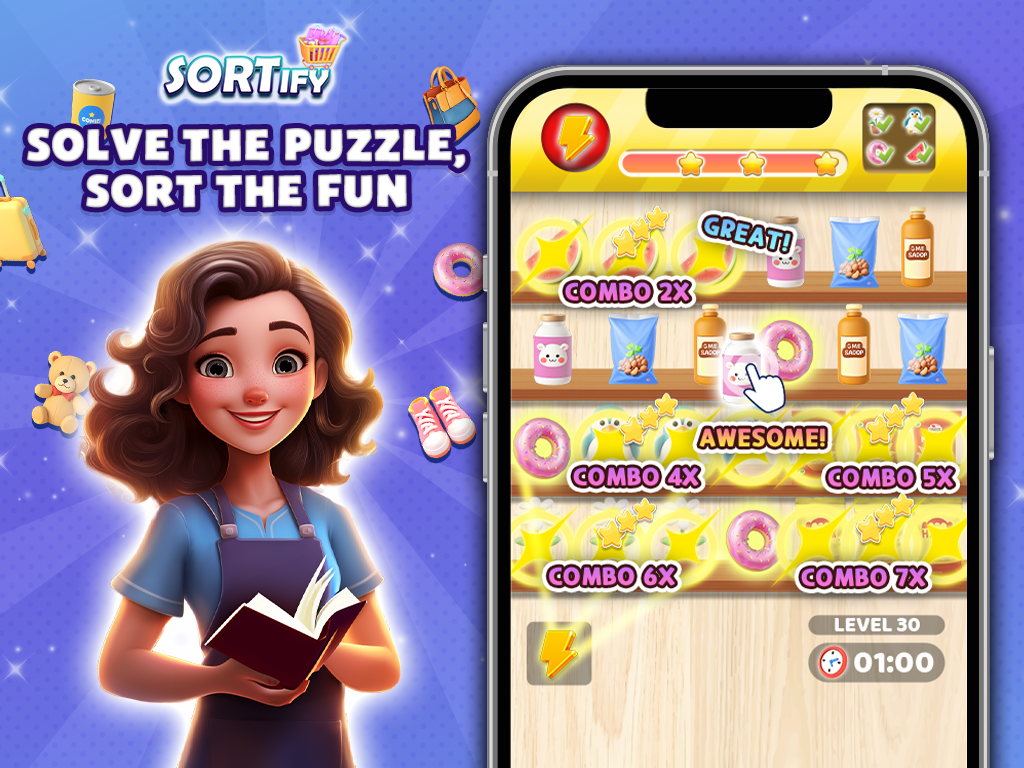 SORTIFY
SOLVE THE PUZZLE,
SORT THE FUN
GREAT!
COMBO 2X
AWESOME!
COMBO 4X
COMBO 5X
COMBO 6X
COMBO 7X
LEVEL 30
01:00